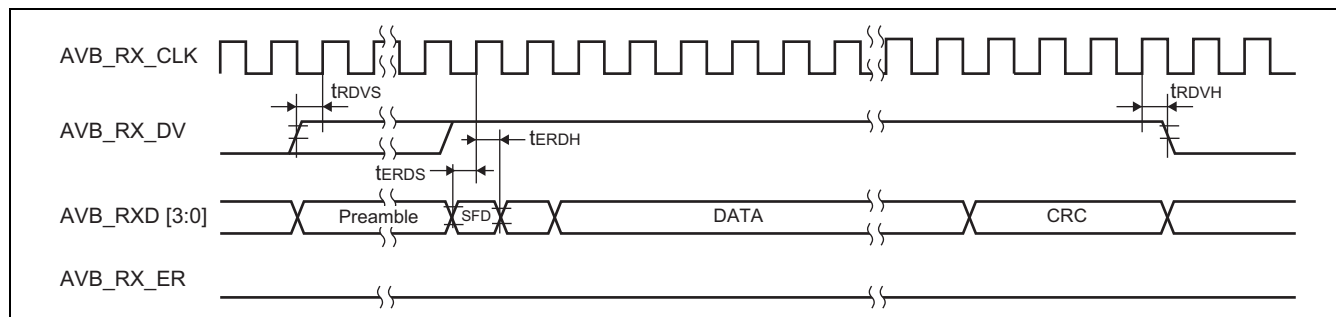 AVB_RX_CLK
tRDVS
tRDVH
AVB_RX_DV
tERDH
tERDS
AVB_RXD [3:0]
Preamble
SFD
DATA
CRC
AVB_RX_ER